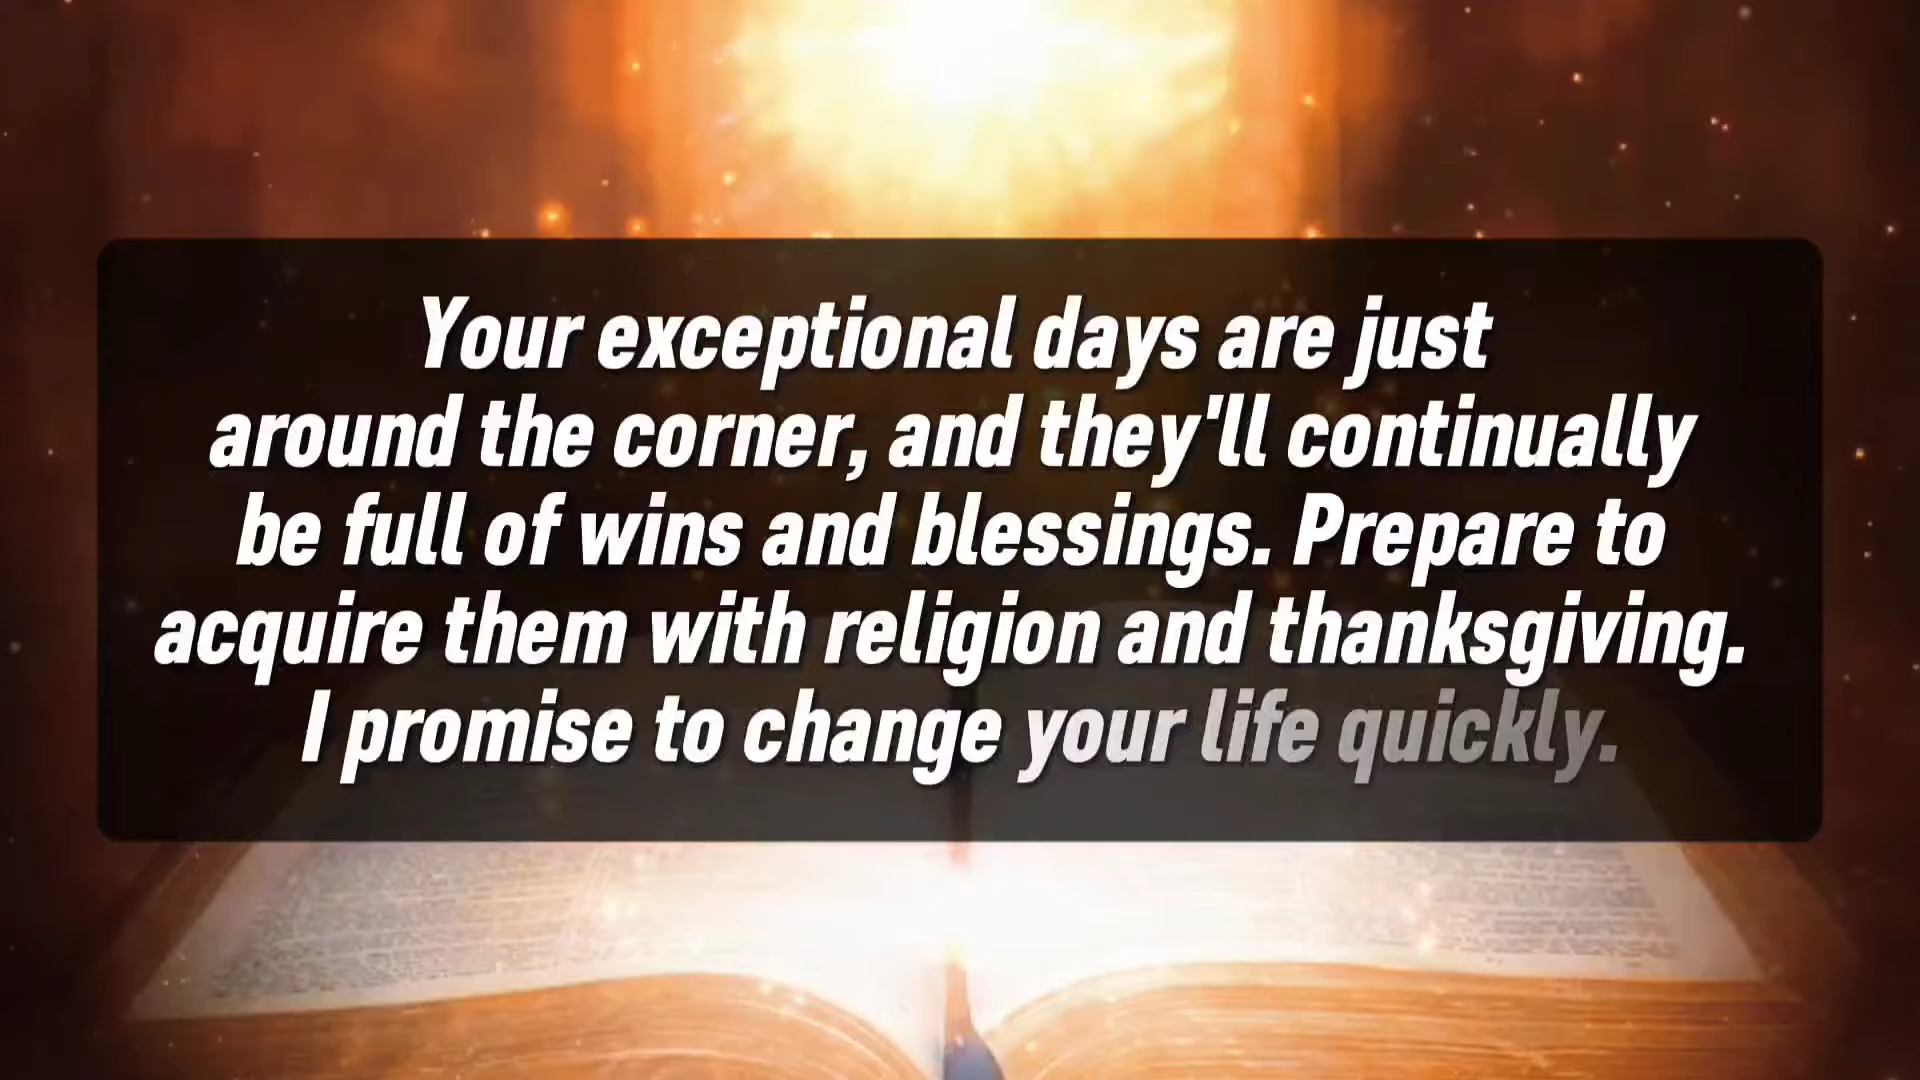 Your exceptional days are just
around the corner, and they'll continually
be full of wins and blessings. Prepare to
acquire them with religion and thanksgiving.
I promise to change your life quickly.